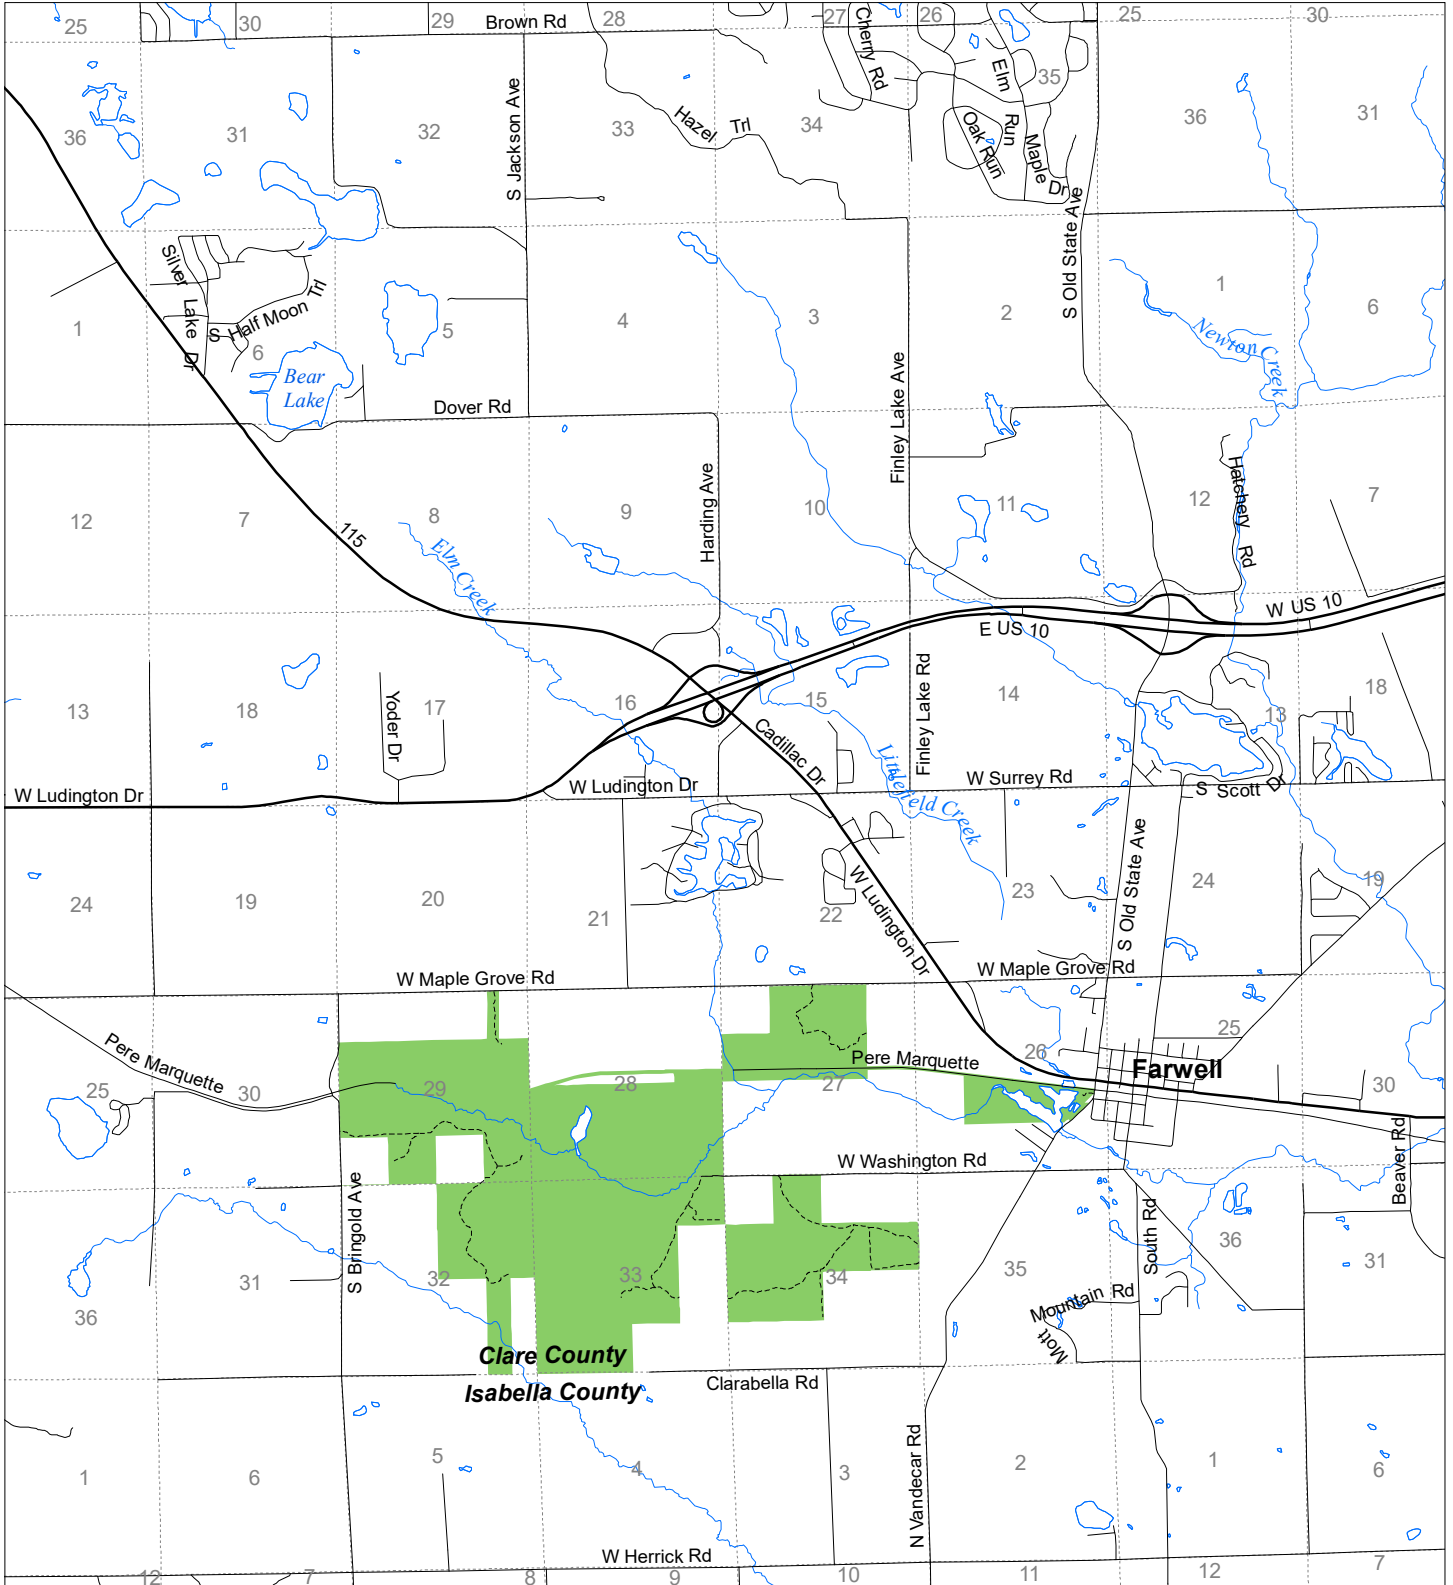 25
30
29
Brown Rd
28
27
26
25
30
Cherry Rd
Elm Run
35
36
31
32
S Jackson Ave
33
Hazel Trl
34
Oak Run
Maple Dr
36
31
S Old State Ave
Silver Lake Dr
S Half Moon Trl
1
6
5
4
3
2
1
6
Newton Creek
Bear
Lake
Dover Rd
Finley Lake Ave
Harding Ave
Hatchery Rd
12
7
8
9
10
11
12
7
115
Elm Creek
W US 10
E US 10
13
18
Yoder Dr
17
16
15
Finley Lake Rd
14
13
18
Cadillac Dr
Littlefield Creek
W Ludington Dr
W Ludington Dr
W Surrey Rd
S Scott Dr
S Old State Ave
24
19
20
21
22
W Ludington Dr
23
24
19
W Maple Grove Rd
W Maple Grove Rd
Pere Marquette
25
30
29
28
27
Pere Marquette
26
25
Farwell
30
W Washington Rd
Beaver Rd
S Bringold Ave
South Rd
36
31
32
33
34
35
36
31
Mott Mountain Rd
Clare County
Isabella County
Clarabella Rd
N Vandecar Rd
1
6
5
4
3
2
1
6
W Herrick Rd
12
7
8
9
10
11
12
7